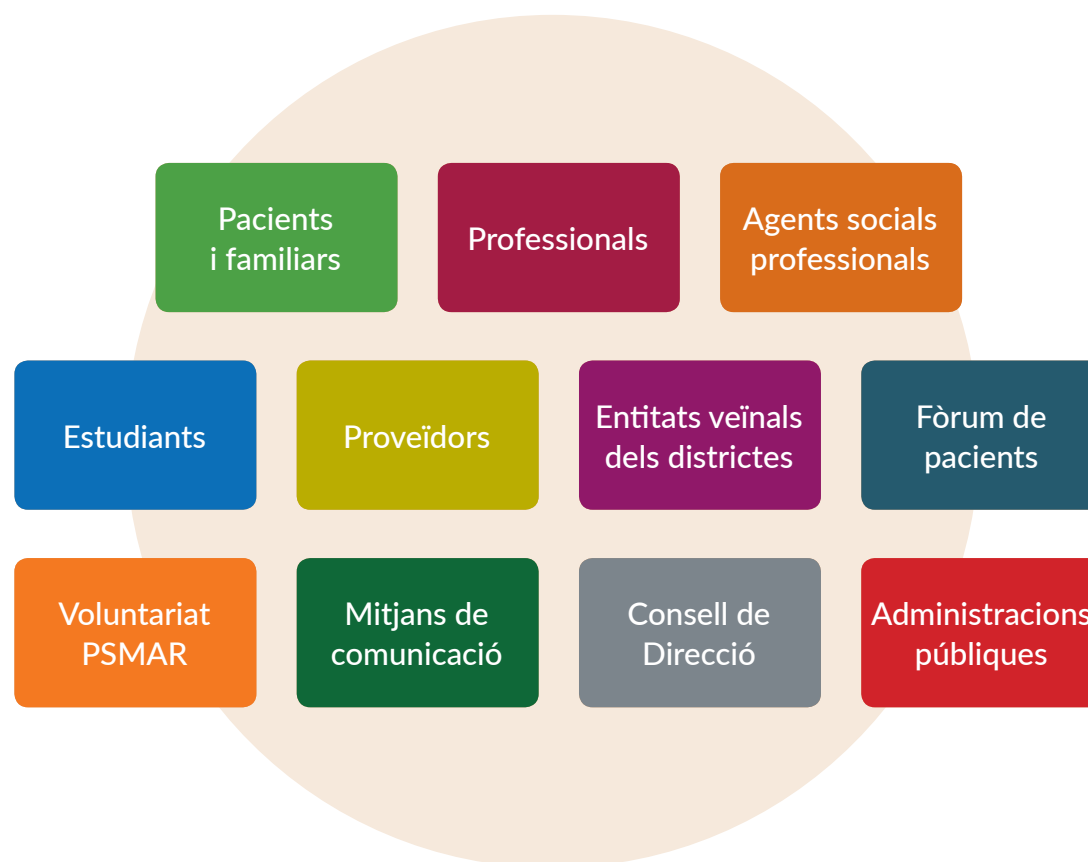 Pacients
i familiars
Professionals
Agents socials
professionals
Estudiants
Proveïdors
Entitats veïnals
dels districtes
Fòrum de
pacients
Voluntariat
PSMAR
Mitjans de
comunicació
Consell de
Direcció
Administracions
públiques